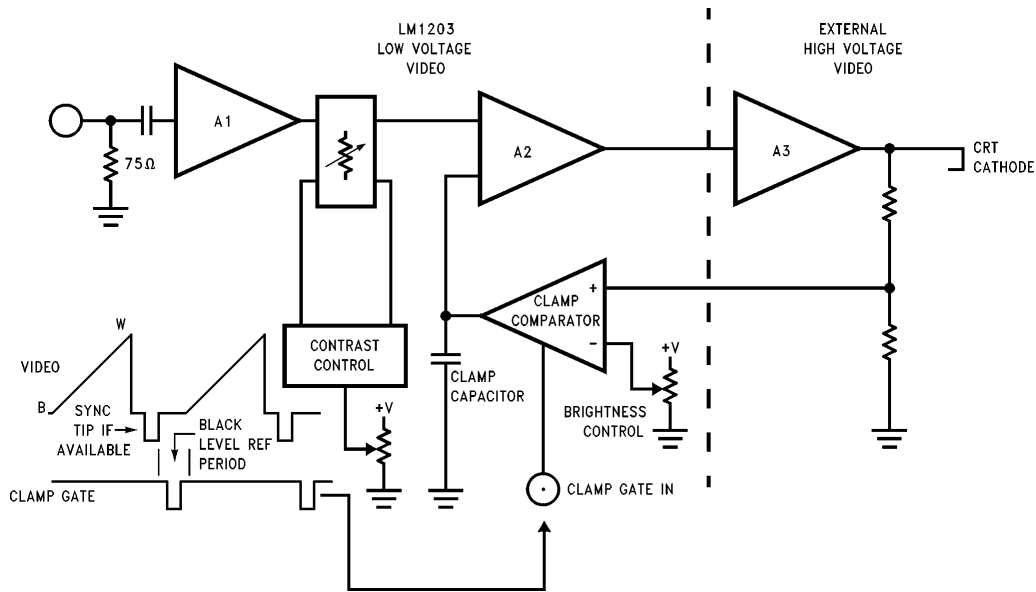 LM1203
LOW VOLTAGE
VIDEO
EXTERNAL
HIGH VOLTAGE
VIDEO
A1
75Ω
A2
A3
CRT
CATHODE
+
CLAMP
COMPARATOR
-
CONTRAST
CONTROL
CLAMP
CAPACITOR
+V
BRIGHTNESS
CONTROL
+V
W
VIDEO
B
SYNC
TIP IF
AVAILABLE
BLACK
LEVEL REF
PERIOD
CLAMP GATE
CLAMP GATE IN